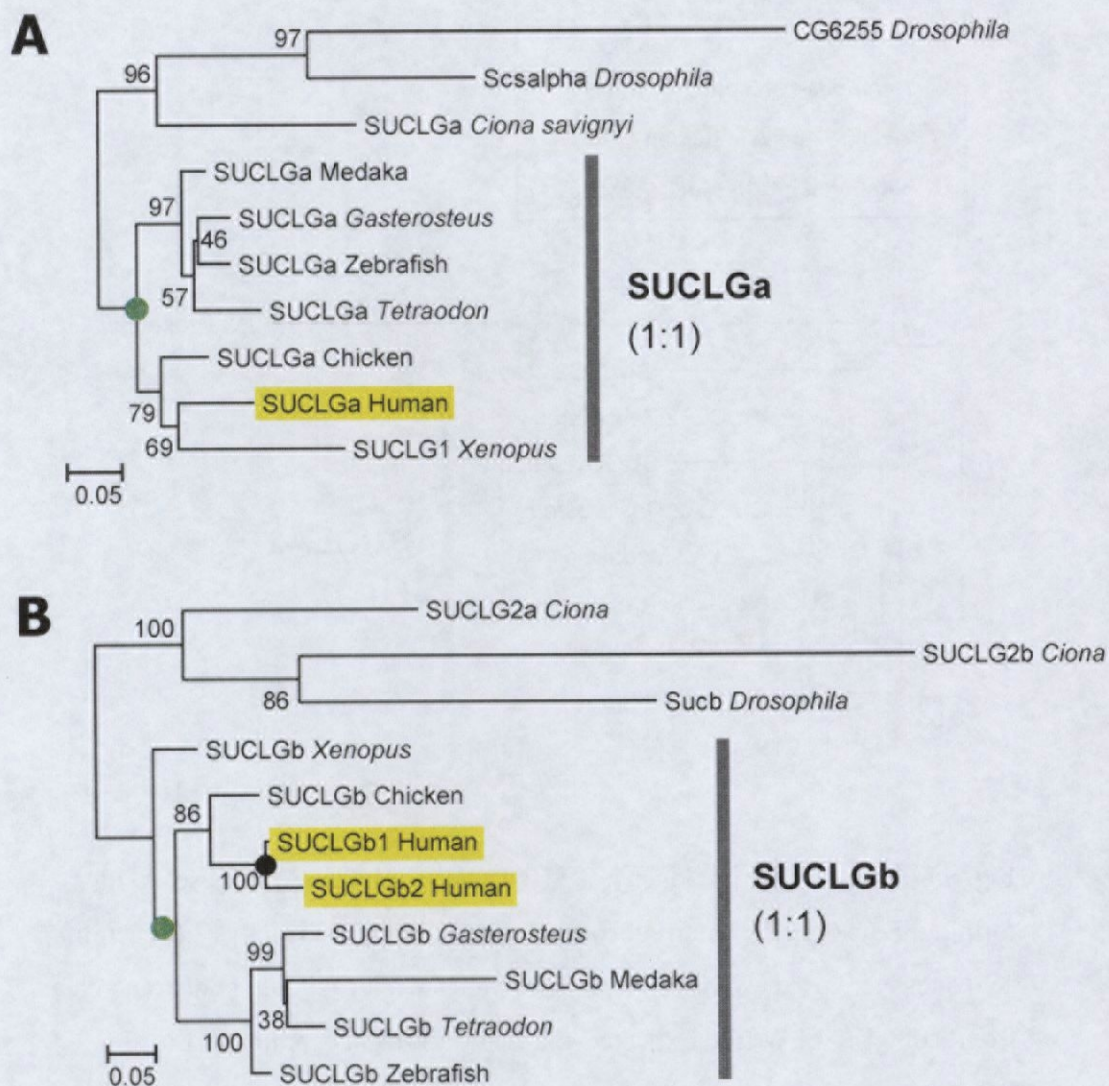 A
97
CG6255 Drosophila
96
Scsalpha Drosophila
SUCLGa Ciona savignyi
SUCLGa Medaka
97
SUCLGa Gasterosteus
46
SUCLGa Zebrafish
57
SUCLGa Tetraodon
SUCLGa
(1:1)
SUCLGa Chicken
79
SUCLGa Human
69
SUCLG1 Xenopus
0.05
B
SUCLG2a Ciona
100
SUCLG2b Ciona
86
Sucb Drosophila
SUCLGb Xenopus
86
SUCLGb Chicken
SUCLGb1 Human
100
SUCLGb2 Human
SUCLGb
(1:1)
SUCLGb Gasterosteus
99
SUCLGb Medaka
38
SUCLGb Tetraodon
100
SUCLGb Zebrafish
0.05